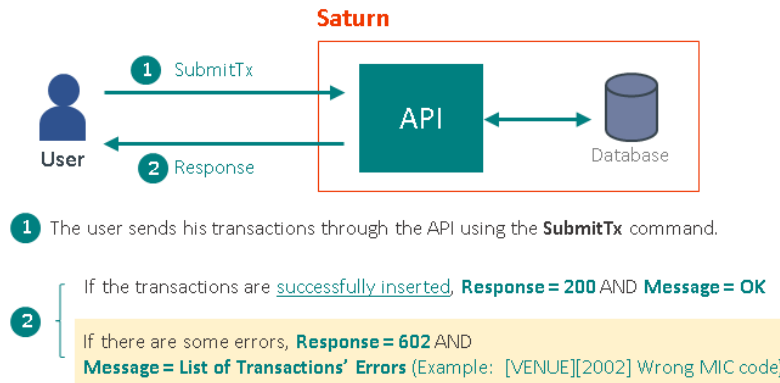 Saturn
1 SubmitTx
API
User
2 Response
Database
1 The user sends his transactions through the API using the SubmitTx command.
If the transactions are successfully inserted, Response = 200 AND Message = OK
2
If there are some errors, Response = 602 AND
Message = List of Transactions' Errors (Example: [VENUE][2002] Wrong MIC code]